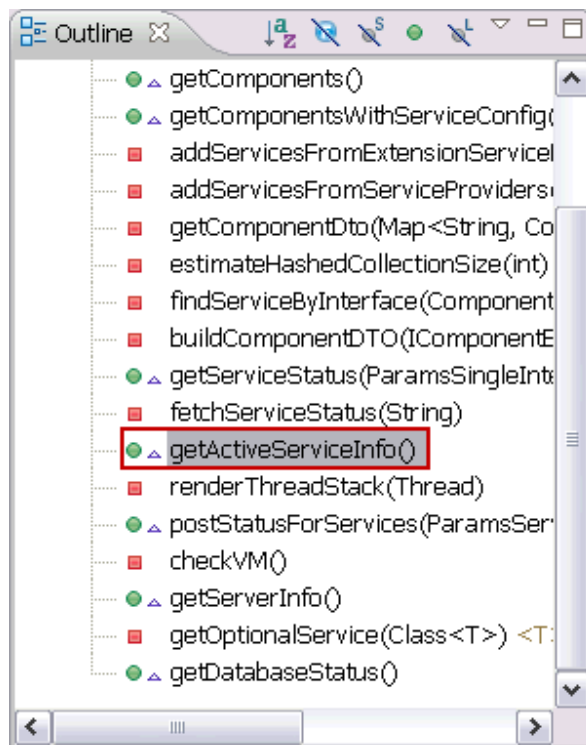 Outline
getComponents()
getComponentsWithServiceConfig(
addServicesFromExtensionService
addServicesFromServiceProviders
getComponentDto(Map<String, Co
estimateHashedCollectionSize(int)
findServiceByInterface(Component
buildComponentDTO(IComponentE
getServiceStatus(ParamsSingleInte
fetchServiceStatus(String)
getActiveServiceInfo()
renderThreadStack(Thread)
postStatusForServices(ParamsSer
checkVM()
getServerInfo()
getOptionalService(Class<T>) <T
getDatabaseStatus()